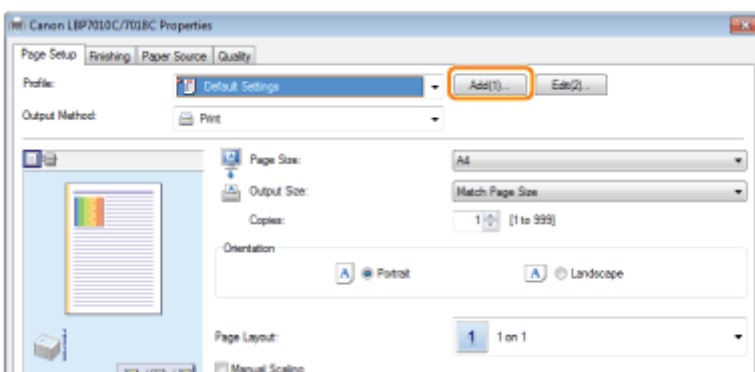 Canon LBP7010C/7018C Properties
Page Setup Finishing Paper Source Quality
Profile: Default Settings Add(1)... Edit(2)...
Output Method: Print
Page Size: A4
Output Size: Match Page Size
Copies: 1 [1 to 999]
Orientation
A Portrait A Landscape
Page Layout: 1 1 on 1
Manual Scaling